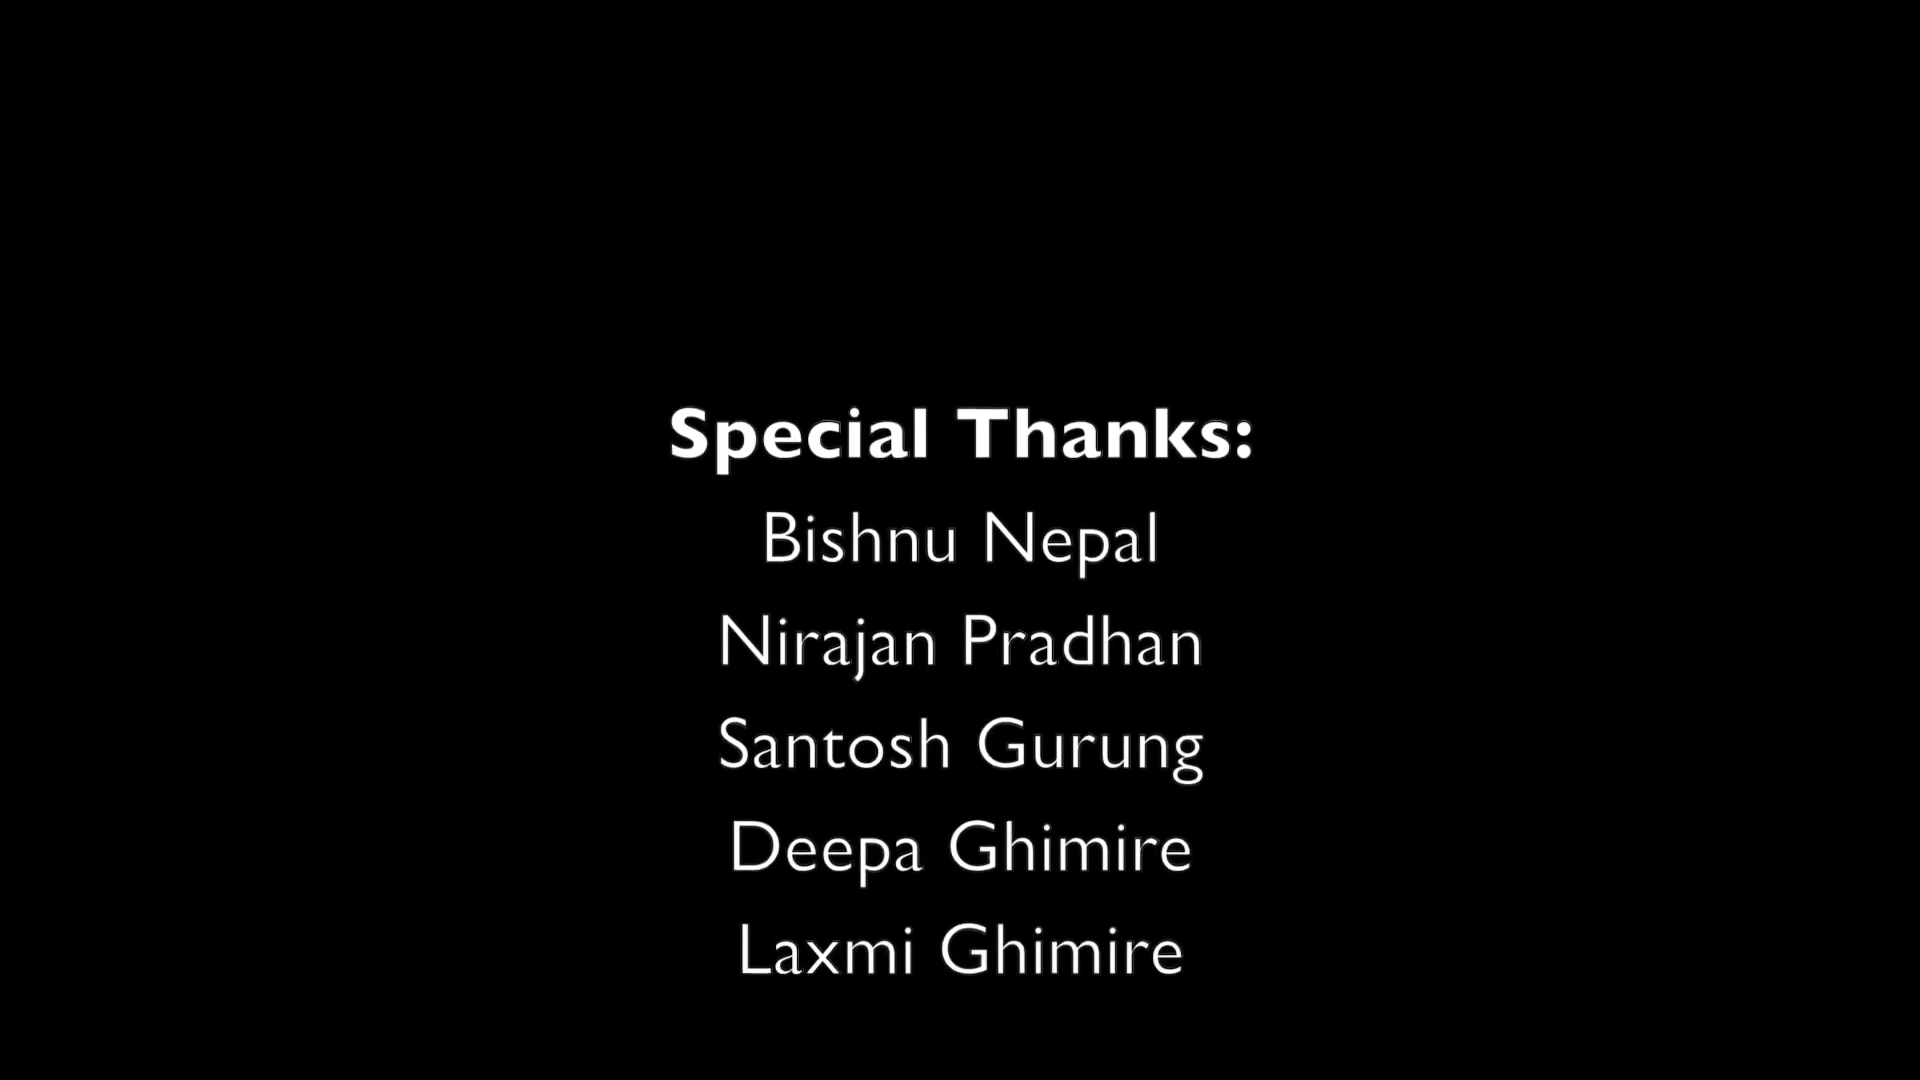 Special Thanks:
Bishnu Nepal
Nirajan Pradhan
Santosh Gurung
Deepa Ghimire
Laxmi Ghimire